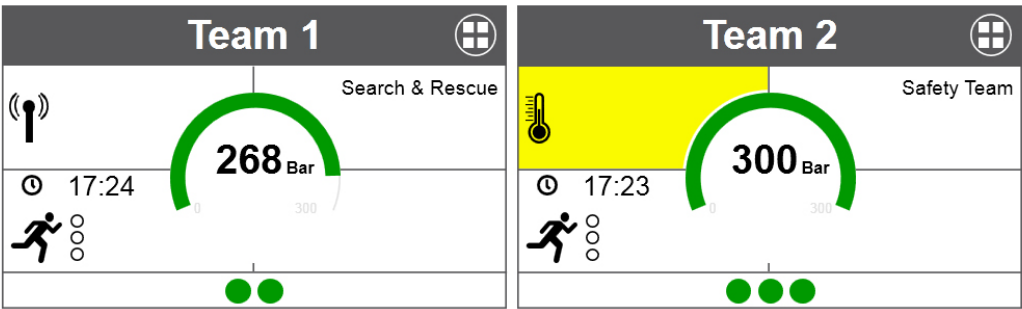 Team 1
Search & Rescue
268 Bar
0 300
17:24
Team 2
Safety Team
300 Bar
0 300
17:23